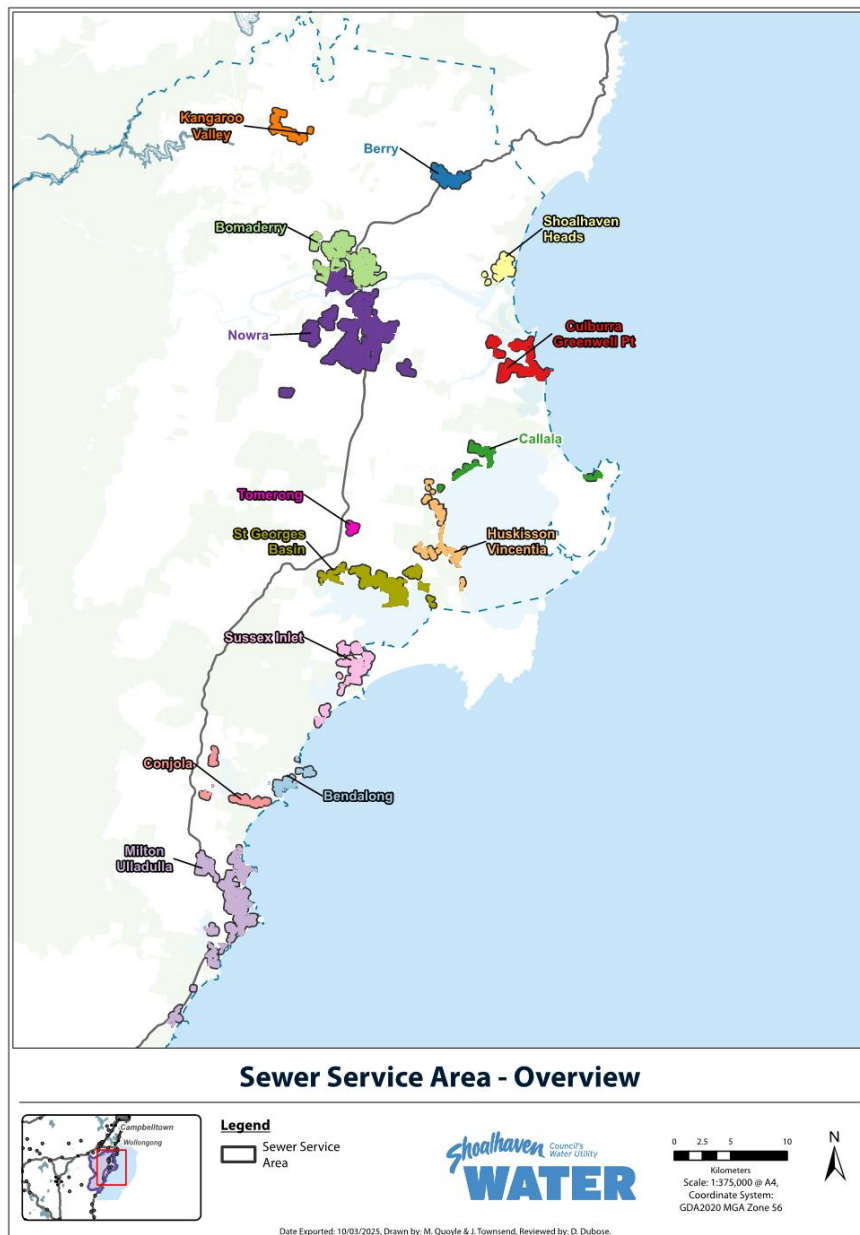 Kangaroo
Valley
Berry
Bomaderry
Shoalhaven
Heads
Nowra
Culburra
Greenwell Pt
Callala
Tomerong
St Georges
Basin
Huskisson
Vincentia
Sussex Inlet
Conjola
Bendalong
Milton
Ulladulla
Sewer Service Area - Overview
Campbelltown
Wollongong
Legend
Sewer Service
Area
Shoalhaven Council's
Water Utility
WATER
0 2.5 5 10
Kilometers
Scale: 1:375,000 @ A4,
Coordinate System:
GDA2020 MGA Zone 56
N
Date Exported: 10/03/2025, Drawn by: M. Quoyle & J. Townsend, Reviewed by: D. Dubose.